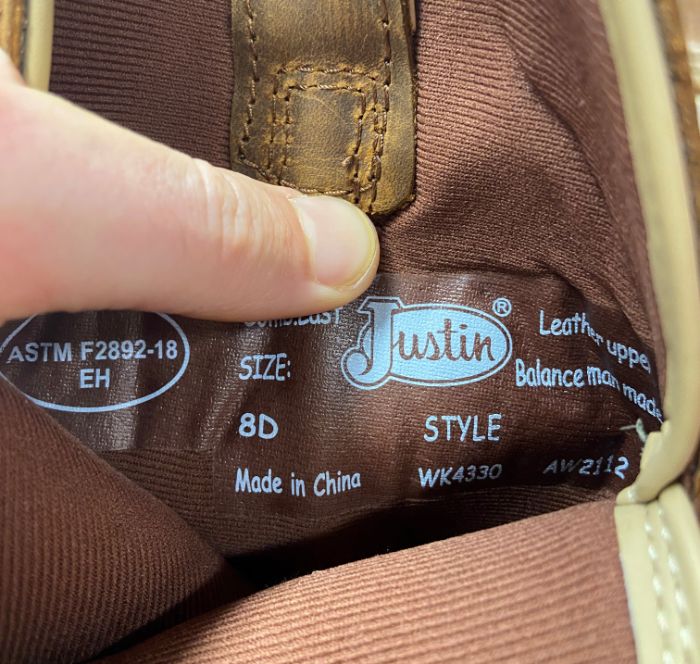 ASTM F2892-18
EH
SIZE:
8D
Made in China
Justin®
STYLE
WK4330 AW2112
Leather upper
Balance man made